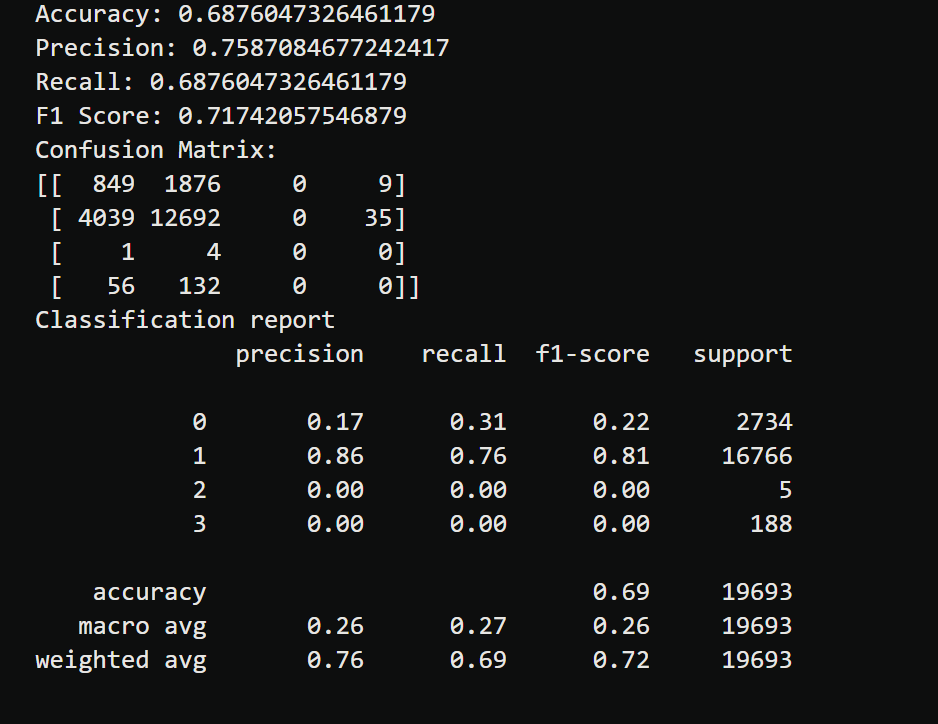 Accuracy: 0.6876047326461179
Precision: 0.7587084677242417
Recall: 0.6876047326461179
F1 Score: 0.71742057546879
Confusion Matrix:
[[  849  1876     0     9]
 [ 4039 12692     0    35]
 [    1     4     0     0]
 [   56   132     0     0]]
Classification report
              precision    recall  f1-score   support

           0       0.17      0.31      0.22      2734
           1       0.86      0.76      0.81     16766
           2       0.00      0.00      0.00         5
           3       0.00      0.00      0.00       188

    accuracy                           0.69     19693
   macro avg       0.26      0.27      0.26     19693
weighted avg       0.76      0.69      0.72     19693